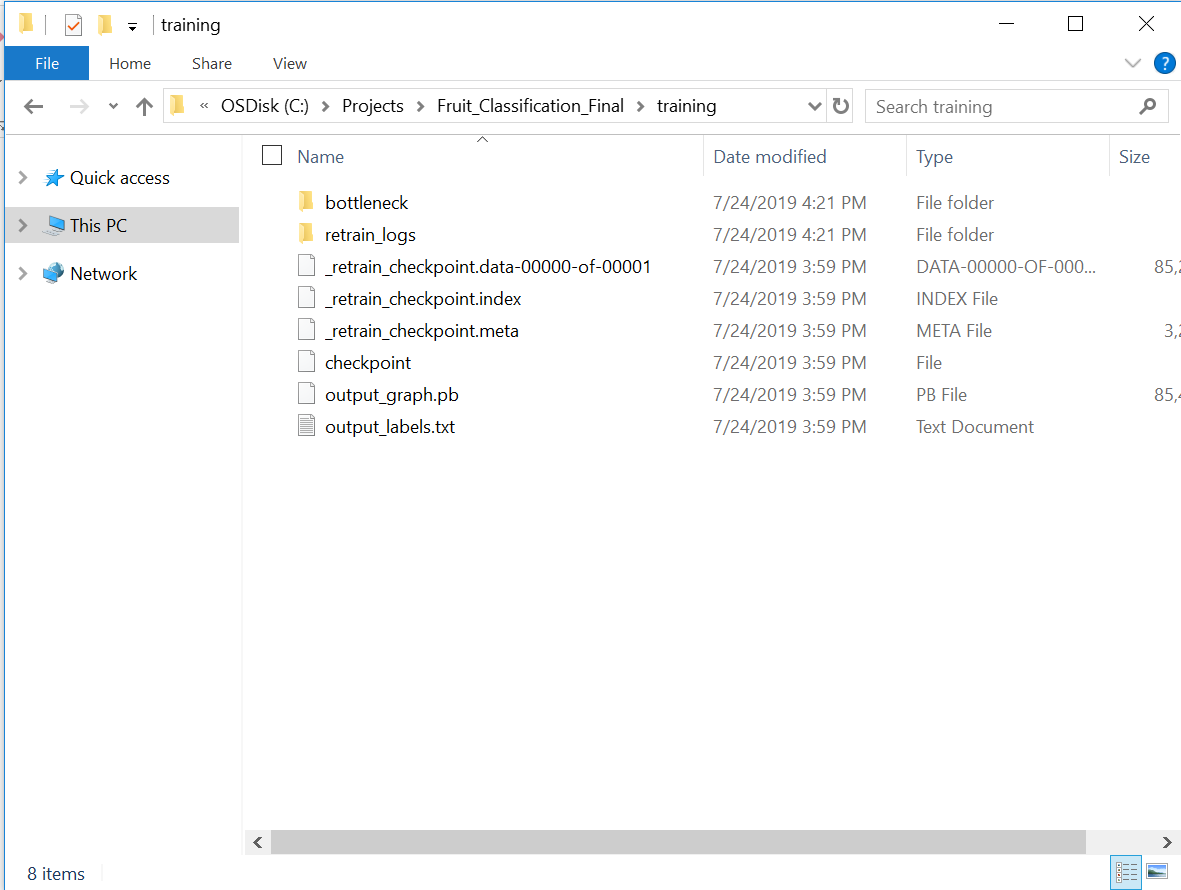 training
File Home Share View
« OSDisk (C:) > Projects > Fruit_Classification_Final > training
Search training
Quick access
This PC
Network
Name Date modified Type Size
bottleneck 7/24/2019 4:21 PM File folder
retrain_logs 7/24/2019 4:21 PM File folder
_retrain_checkpoint.data-00000-of-00001 7/24/2019 3:59 PM DATA-00000-OF-000... 85,2
_retrain_checkpoint.index 7/24/2019 3:59 PM INDEX File
_retrain_checkpoint.meta 7/24/2019 3:59 PM META File 3,2
checkpoint 7/24/2019 3:59 PM File
output_graph.pb 7/24/2019 3:59 PM PB File 85,4
output_labels.txt 7/24/2019 3:59 PM Text Document
8 items